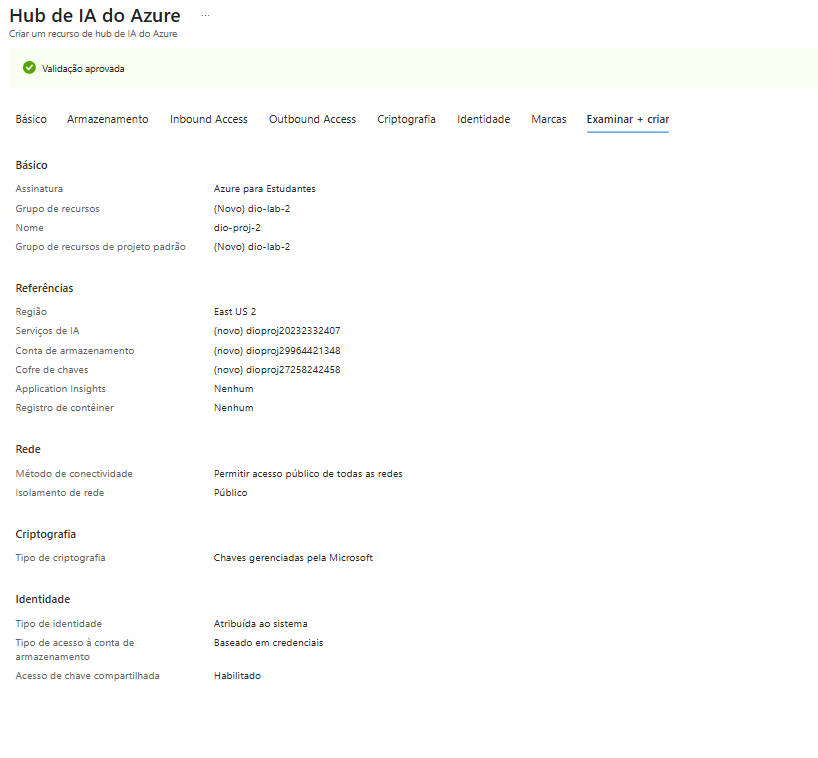 Hub de IA do Azure ...
Criar um recurso de hub de IA do Azure
Validação aprovada
Básico Armazenamento Inbound Access Outbound Access Criptografia Identidade Marcas Examinar + criar
Básico
Assinatura Azure para Estudantes
Grupo de recursos (Novo) dio-lab-2
Nome dio-proj-2
Grupo de recursos de projeto padrão (Novo) dio-lab-2
Referências
Região East US 2
Serviços de IA (novo) dioproj20232332407
Conta de armazenamento (novo) dioproj29964421348
Cofre de chaves (novo) dioproj27258242458
Application Insights Nenhum
Registro de contêiner Nenhum
Rede
Método de conectividade Permitir acesso público de todas as redes
Isolamento de rede Público
Criptografia
Tipo de criptografia Chaves gerenciadas pela Microsoft
Identidade
Tipo de identidade Atribuída ao sistema
Tipo de acesso à conta de Baseado em credenciais
armazenamento
Acesso de chave compartilhada Habilitado